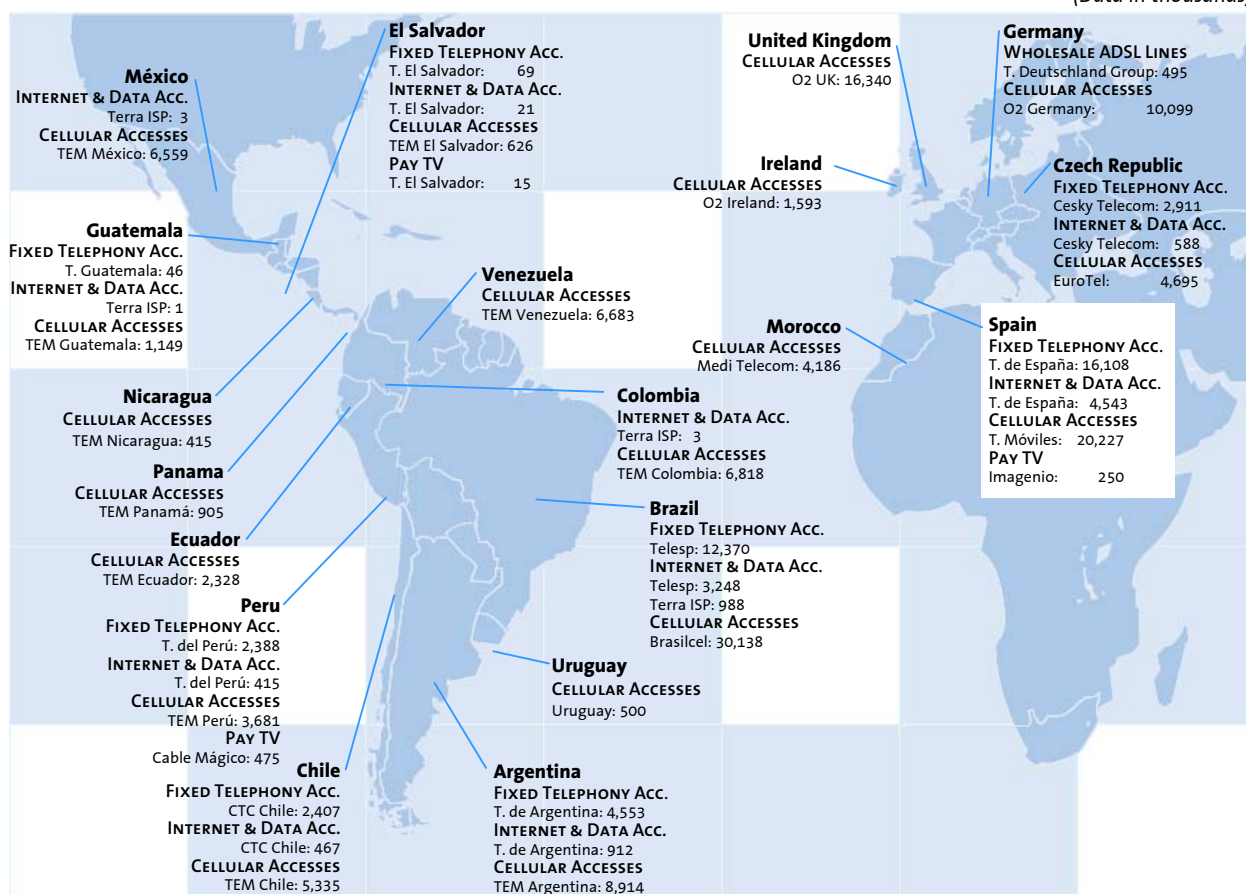 (Data in thousands)
El Salvador
FIXED TELEPHONY ACC.
T. El Salvador: 69
INTERNET & DATA ACC.
T. El Salvador: 21
CELLULAR ACCESSES
TEM El Salvador: 626
PAY TV
T. El Salvador: 15
México
INTERNET & DATA ACC.
Terra ISP: 3
CELLULAR ACCESSES
TEM México: 6,559
United Kingdom
CELLULAR ACCESSES
O2 UK: 16,340
Germany
WHOLESALE ADSL LINES
T. Deutschland Group: 495
CELLULAR ACCESSES
O2 Germany: 10,099
Ireland
CELLULAR ACCESSES
O2 Ireland: 1,593
Czech Republic
FIXED TELEPHONY ACC.
Cesky Telecom: 2,911
INTERNET & DATA ACC.
Cesky Telecom: 588
CELLULAR ACCESSES
EuroTel: 4,695
Guatemala
FIXED TELEPHONY ACC.
T. Guatemala: 46
INTERNET & DATA ACC.
Terra ISP: 1
CELLULAR ACCESSES
TEM Guatemala: 1,149
Venezuela
CELLULAR ACCESSES
TEM Venezuela: 6,683
Morocco
CELLULAR ACCESSES
Medi Telecom: 4,186
Spain
FIXED TELEPHONY ACC.
T. de España: 16,108
INTERNET & DATA ACC.
T. de España: 4,543
CELLULAR ACCESSES
T. Móviles: 20,227
PAY TV
Imagenio: 250
Nicaragua
CELLULAR ACCESSES
TEM Nicaragua: 415
Colombia
INTERNET & DATA ACC.
Terra ISP: 3
CELLULAR ACCESSES
TEM Colombia: 6,818
Panama
CELLULAR ACCESSES
TEM Panamá: 905
Ecuador
CELLULAR ACCESSES
TEM Ecuador: 2,328
Brazil
FIXED TELEPHONY ACC.
Telesp: 12,370
INTERNET & DATA ACC.
Telesp: 3,248
Terra ISP: 988
CELLULAR ACCESSES
Brasilcel: 30,138
Peru
FIXED TELEPHONY ACC.
T. del Perú: 2,388
INTERNET & DATA ACC.
T. del Perú: 415
CELLULAR ACCESSES
TEM Perú: 3,681
PAY TV
Cable Mágico: 475
Uruguay
CELLULAR ACCESSES
Uruguay: 500
Chile
FIXED TELEPHONY ACC.
CTC Chile: 2,407
INTERNET & DATA ACC.
CTC Chile: 467
CELLULAR ACCESSES
TEM Chile: 5,335
Argentina
FIXED TELEPHONY ACC.
T. de Argentina: 4,553
INTERNET & DATA ACC.
T. de Argentina: 912
CELLULAR ACCESSES
TEM Argentina: 8,914